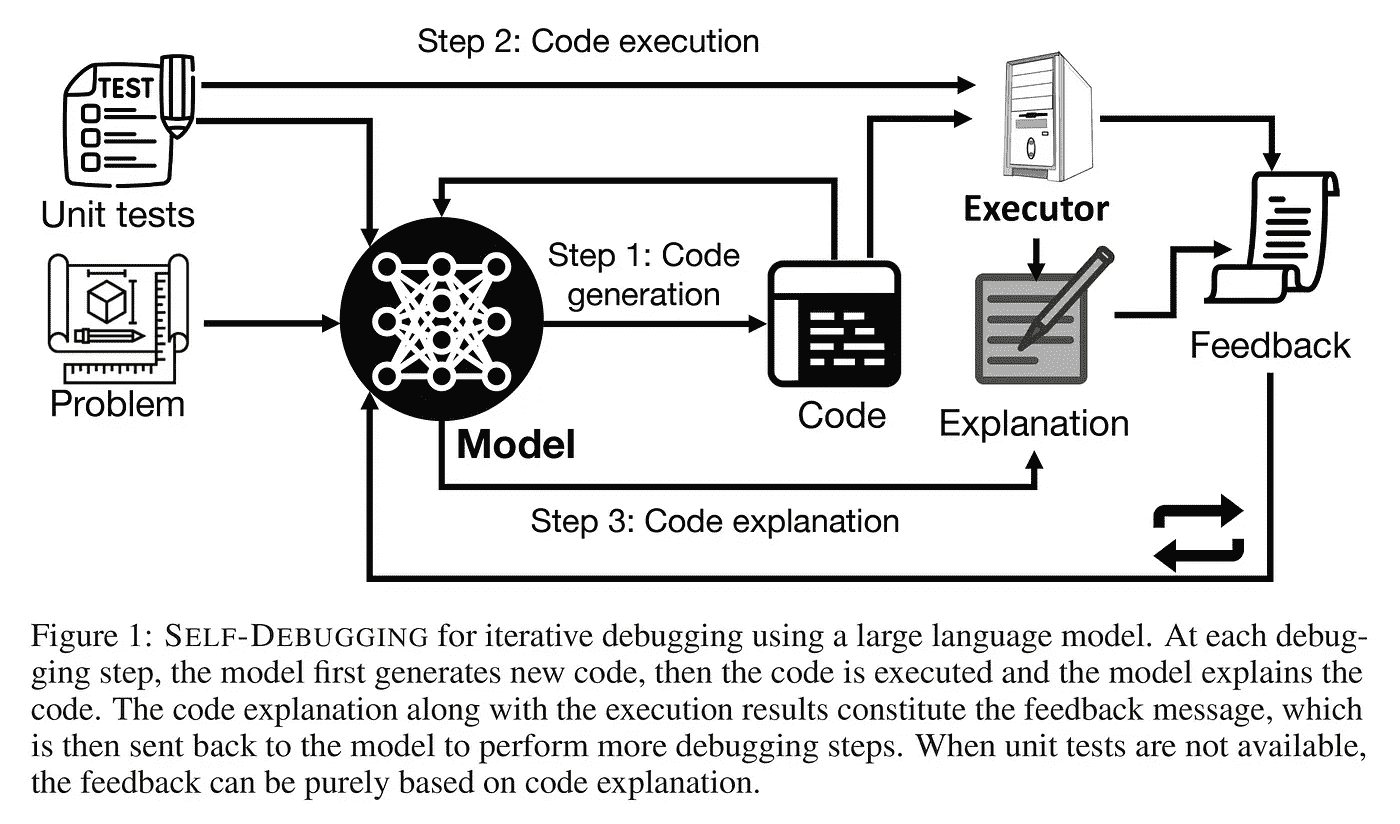 Step 2: Code execution
TEST
Unit tests
Executor
Step 1: Code
generation
Problem
Model
Code
Explanation
Feedback
Step 3: Code explanation
Figure 1: SELF-DEBUGGING for iterative debugging using a large language model. At each debug-
ging step, the model first generates new code, then the code is executed and the model explains the
code. The code explanation along with the execution results constitute the feedback message, which
is then sent back to the model to perform more debugging steps. When unit tests are not available,
the feedback can be purely based on code explanation.